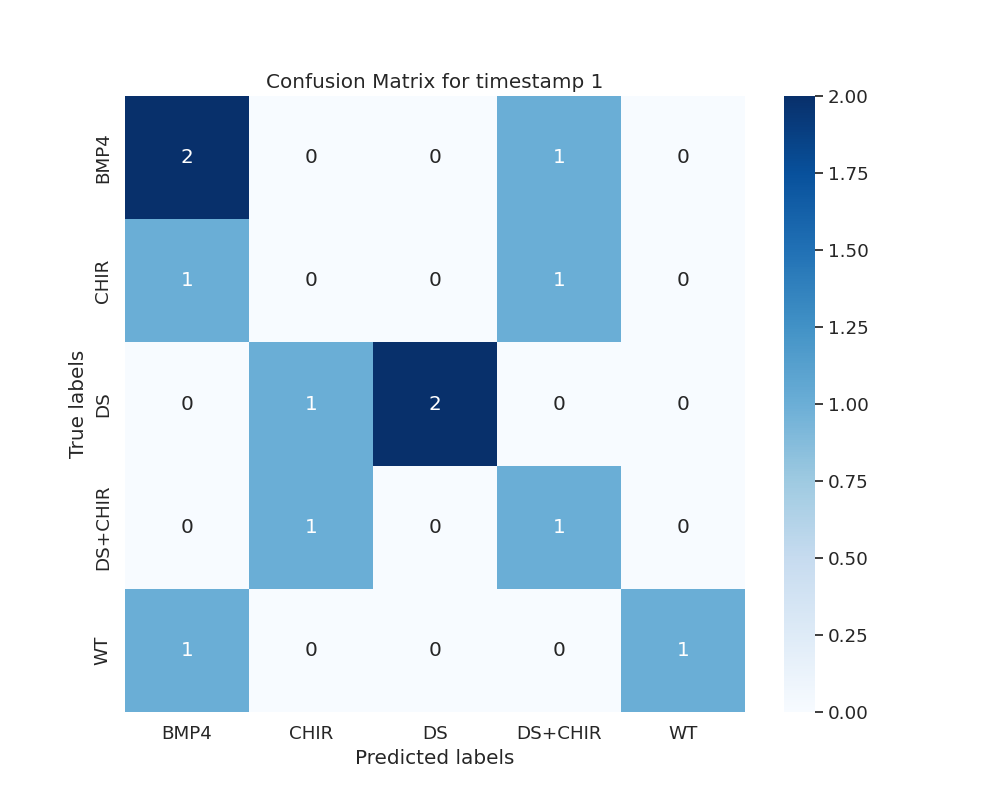 Confusion Matrix for timestamp 1
True labels
BMP4 2 0 0 1 0
CHIR 1 0 0 1 0
DS 0 1 2 0 0
DS+CHIR 0 1 0 1 0
WT 1 0 0 0 1
BMP4 CHIR DS DS+CHIR WT
Predicted labels
2.00
1.75
1.50
1.25
1.00
0.75
0.50
0.25
0.00